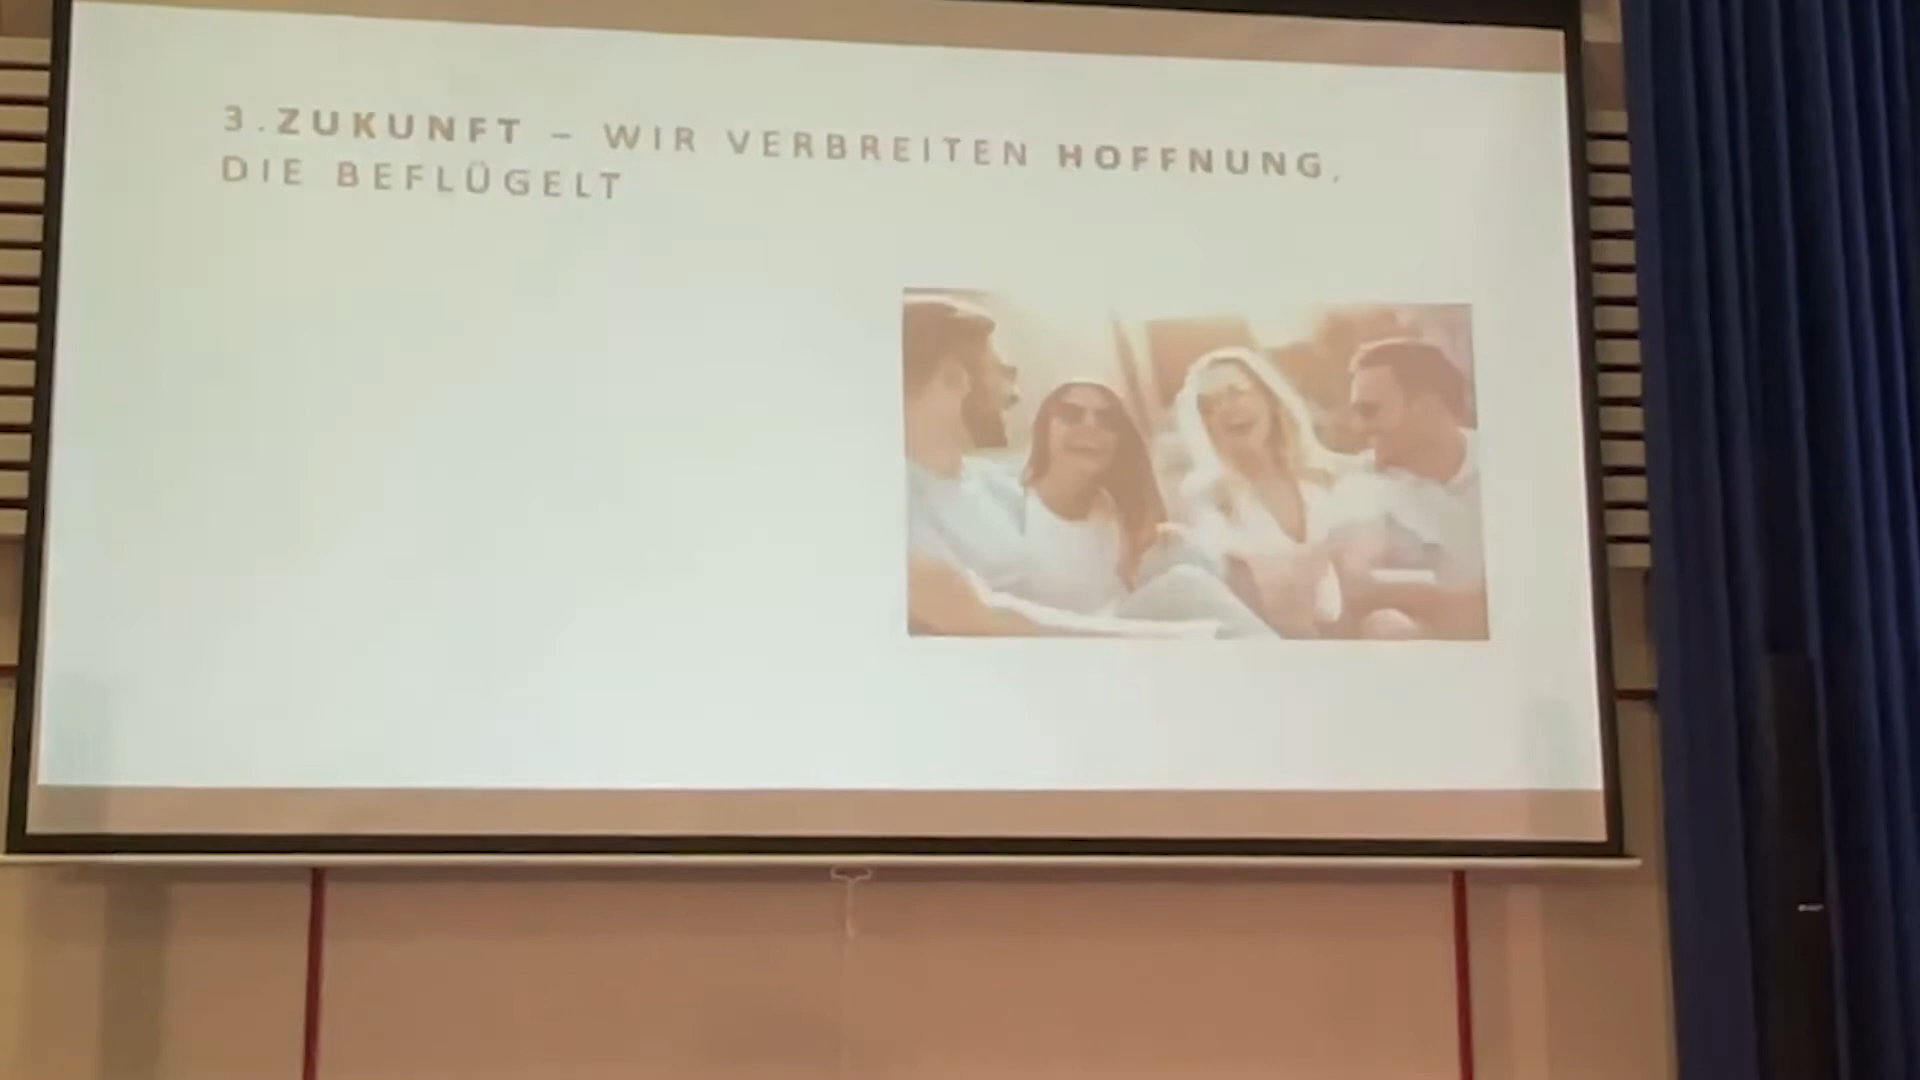 3.ZUKUNFT – WIR VERBREITEN HOFFNUNG,
DIE BEFLÜGELT